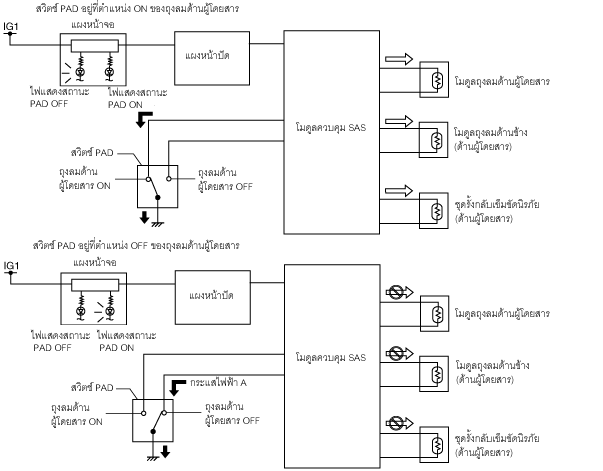 สวิตช์ PAD อยู่ที่ตำแหน่ง ON ของถุงลมด้านผู้โดยสาร
IG1
แผงหน้าจอ
แผงหน้าปัด
ไฟแสดงสถานะ
PAD OFF
ไฟแสดงสถานะ
PAD ON
โมดูลควบคุม SAS
โมดูลถุงลมด้านผู้โดยสาร
โมดูลถุงลมด้านข้าง
(ด้านผู้โดยสาร)
ชุดรั้งกลับเข็มขัดนิรภัย
(ด้านผู้โดยสาร)
สวิตช์ PAD
ถุงลมด้าน
ผู้โดยสาร ON
ถุงลมด้าน
ผู้โดยสาร OFF
สวิตช์ PAD อยู่ที่ตำแหน่ง OFF ของถุงลมด้านผู้โดยสาร
IG1
แผงหน้าจอ
แผงหน้าปัด
ไฟแสดงสถานะ
PAD OFF
ไฟแสดงสถานะ
PAD ON
โมดูลควบคุม SAS
โมดูลถุงลมด้านผู้โดยสาร
โมดูลถุงลมด้านข้าง
(ด้านผู้โดยสาร)
ชุดรั้งกลับเข็มขัดนิรภัย
(ด้านผู้โดยสาร)
สวิตช์ PAD
กระแสไฟฟ้า A
ถุงลมด้าน
ผู้โดยสาร ON
ถุงลมด้าน
ผู้โดยสาร OFF